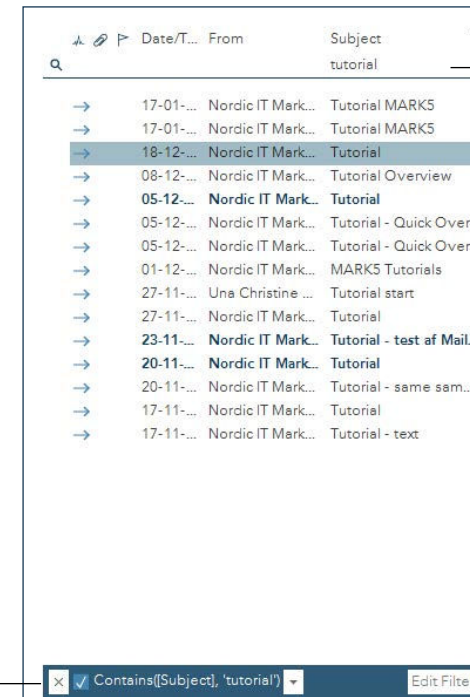 Date/T... From Subject
tutorial
17-01-... Nordic IT Mark... Tutorial MARK5
17-01-... Nordic IT Mark... Tutorial MARK5
18-12-... Nordic IT Mark... Tutorial
08-12-... Nordic IT Mark... Tutorial Overview
05-12-... Nordic IT Mark... Tutorial
05-12-... Nordic IT Mark... Tutorial - Quick Over
05-12-... Nordic IT Mark... Tutorial - Quick Over
01-12-... Nordic IT Mark... MARK5 Tutorials
27-11-... Una Christine ... Tutorial start
27-11-... Nordic IT Mark... Tutorial
23-11-... Nordic IT Mark... Tutorial - test af Mail.
20-11-... Nordic IT Mark... Tutorial
20-11-... Nordic IT Mark... Tutorial - same sam...
17-11-... Nordic IT Mark... Tutorial
17-11-... Nordic IT Mark... Tutorial - text
Contains([Subject], 'tutorial') Edit Filte